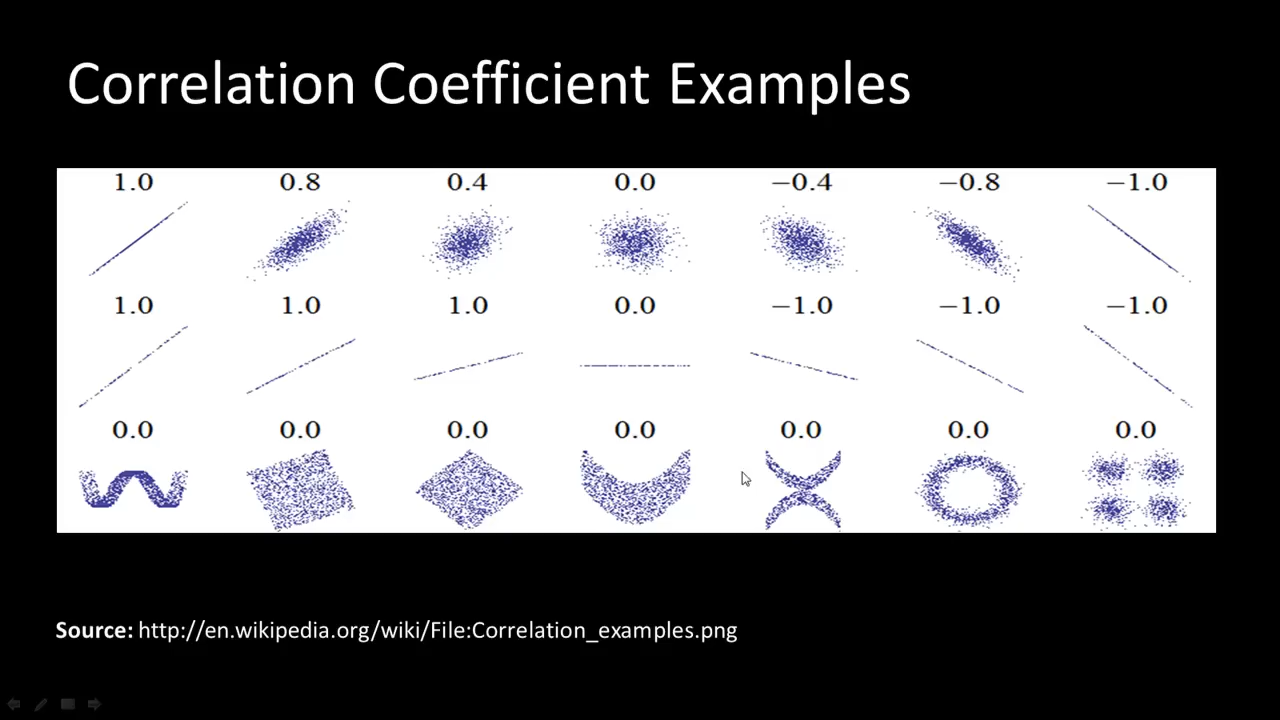 Correlation Coefficient Examples
1.0 0.8 0.4 0.0 −0.4 −0.8 −1.0
1.0 1.0 1.0 0.0 −1.0 −1.0 −1.0
0.0 0.0 0.0 0.0 0.0 0.0 0.0
Source: http://en.wikipedia.org/wiki/File:Correlation_examples.png